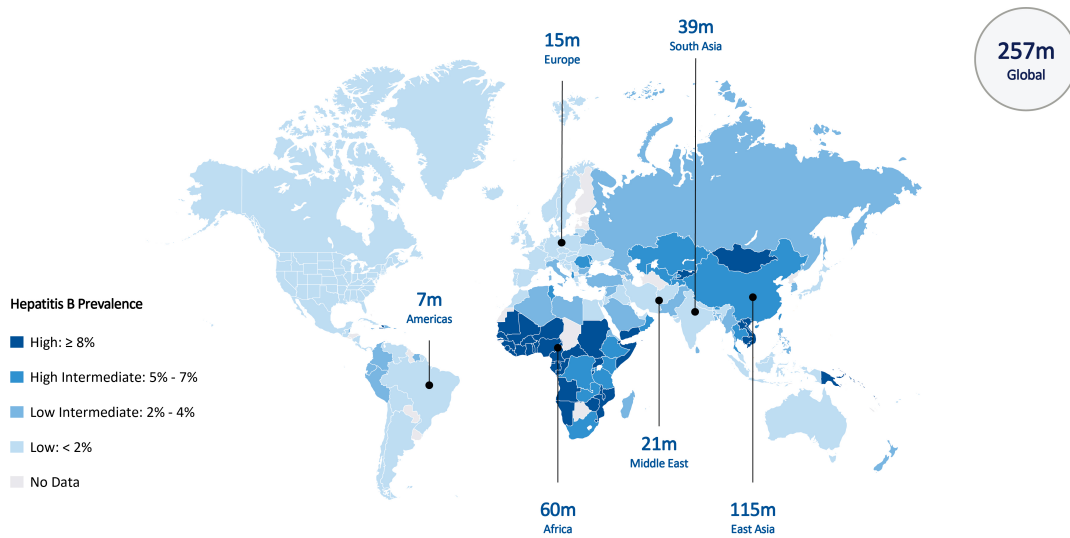 39m
South Asia
15m
Europe
257m
Global
7m
Americas
Hepatitis B Prevalence
High: ≥ 8%
High Intermediate: 5% - 7%
Low Intermediate: 2% - 4%
Low: < 2%
No Data
21m
Middle East
60m
Africa
115m
East Asia